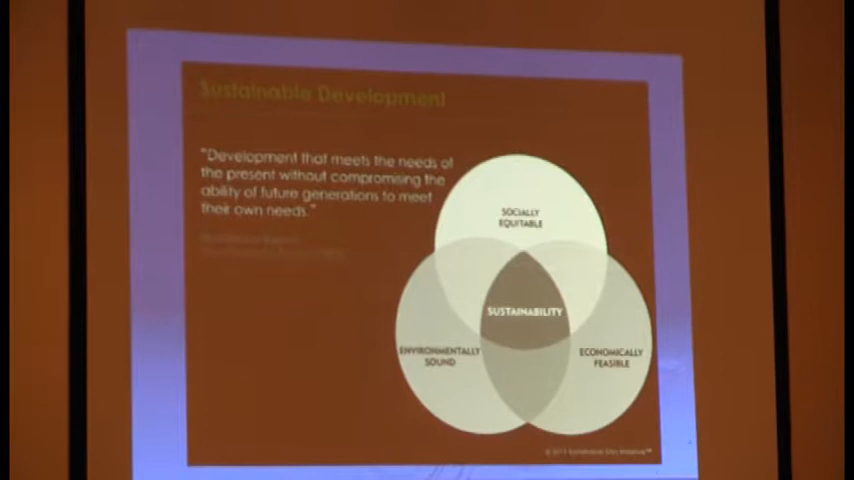 Sustainable Development
"Development that meets the needs of
the present without compromising the
ability of future generations to meet
their own needs."
SOCIALLY
EQUITABLE
SUSTAINABILITY
ENVIRONMENTALLY
SOUND
ECONOMICALLY
FEASIBLE